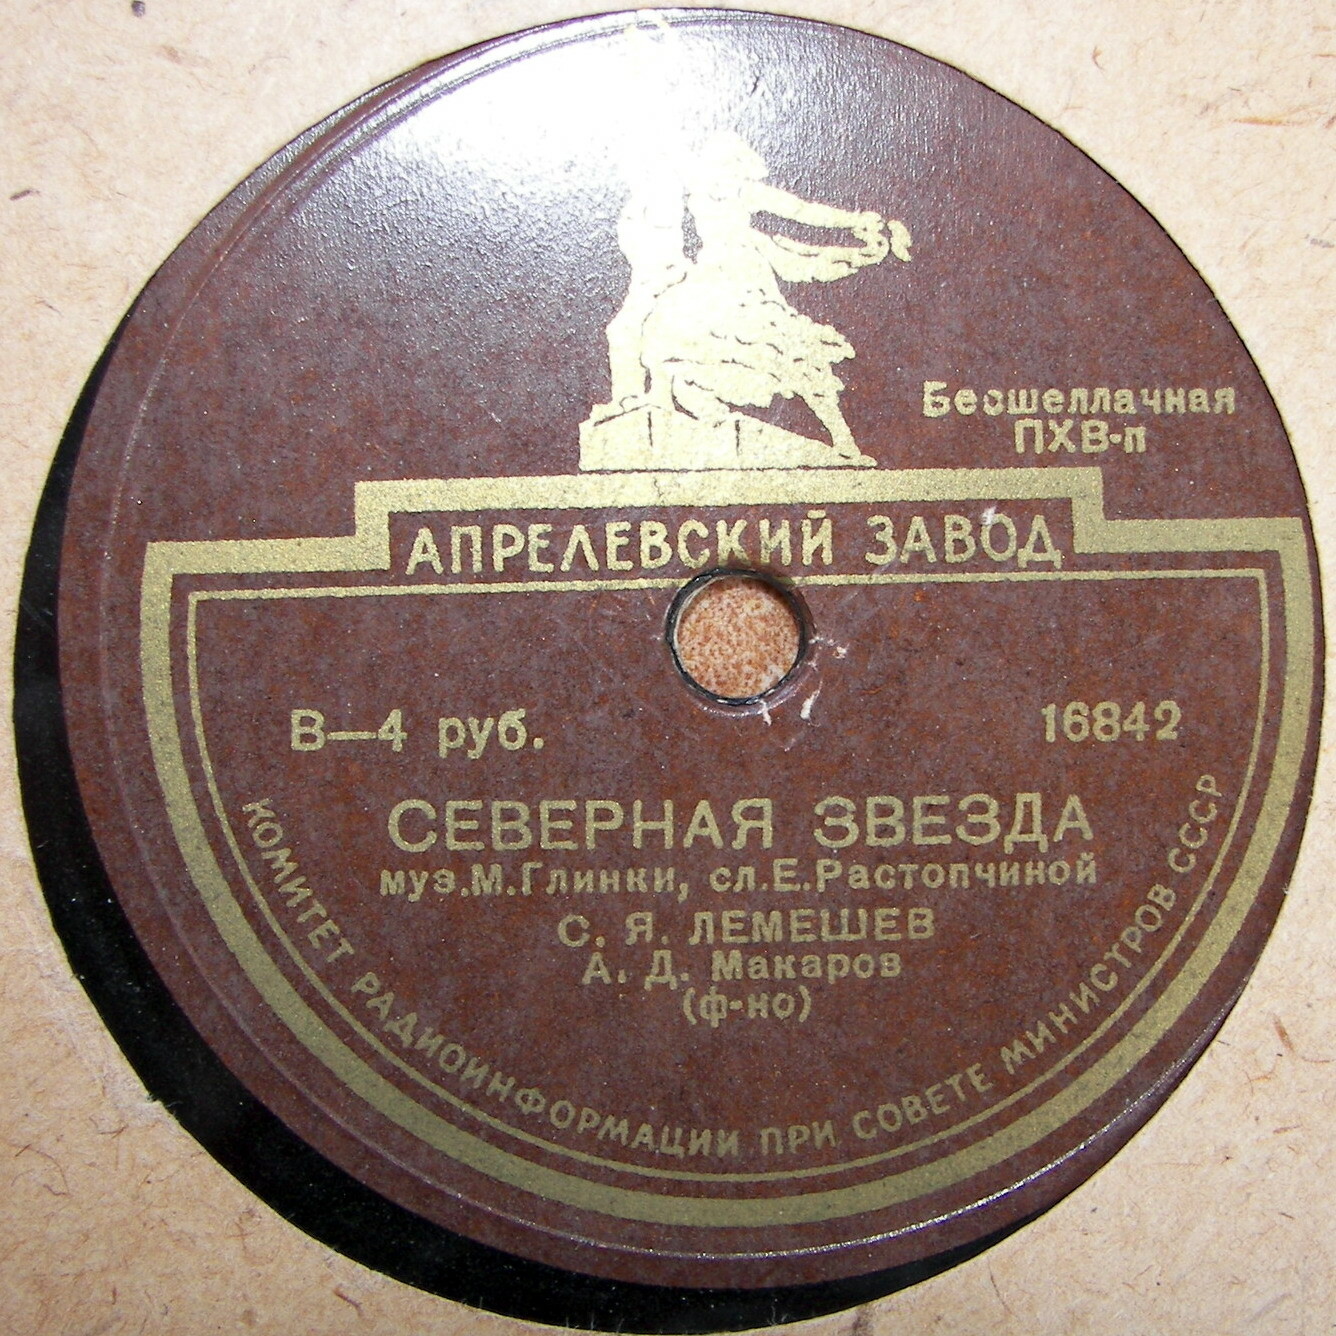 Бесшеллачная
ПХВ-п
АПРЕЛЕВСКИЙ ЗАВОД
В—4 руб.
16842
СЕВЕРНАЯ ЗВЕЗДА
муз.М.Глинки, сл.Е.Растопчиной
С. Я. ЛЕМЕШЕВ
А. Д. Макаров
(ф-но)
КОМИТЕТ РАДИОИНФОРМАЦИИ ПРИ СОВЕТЕ МИНИСТРОВ СССР